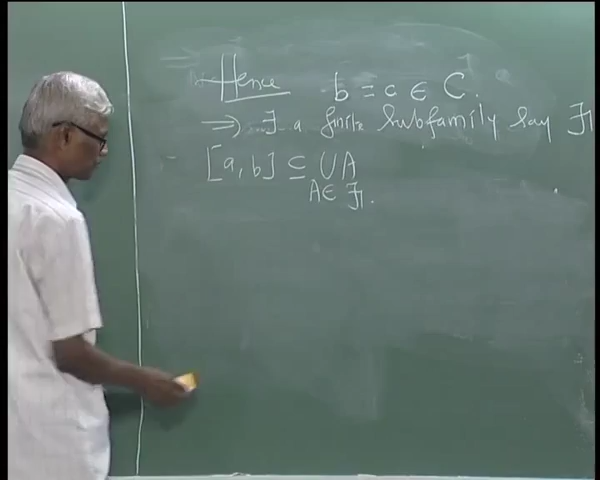 Hence b = c ∈ C.
⇒ ∃ a finite subfamily say ℱ1
[a, b] ⊆ ∪ A
A ∈ ℱ1.